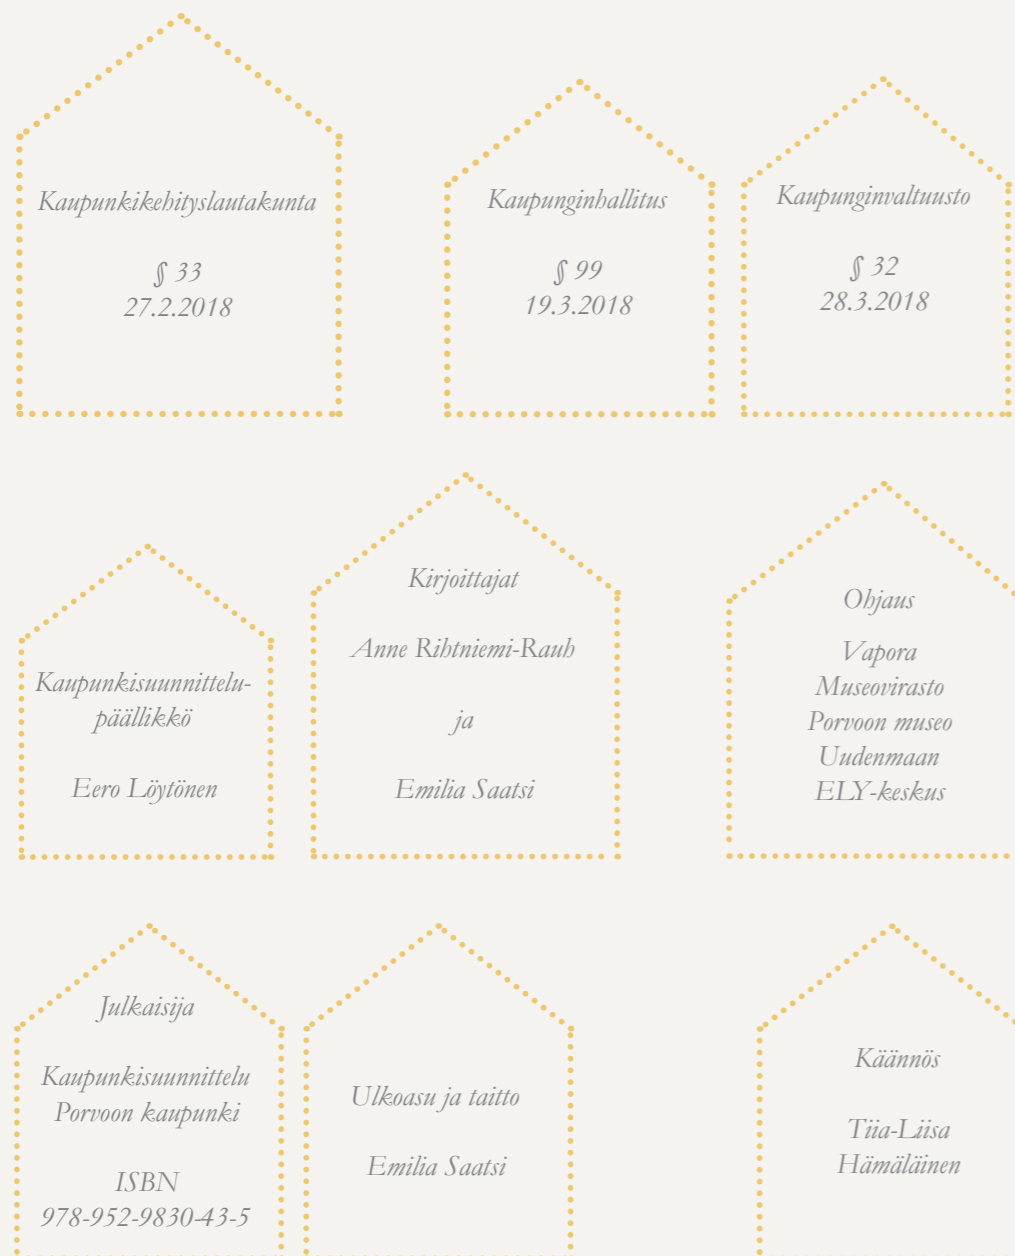 Kaupunkikehityslautakunta
§ 33
27.2.2018
Kaupunginhallitus
§ 99
19.3.2018
Kaupunginvaltuusto
§ 32
28.3.2018
Kaupunkisuunnittelu-
päällikkö
Eero Löytönen
Kirjoittajat
Anne Rihtniemi-Rauh
ja
Emilia Saatsi
Ohjaus
Vapora
Museovirasto
Porvoon museo
Uudenmaan
ELY-keskus
Julkaisija
Kaupunkisuunnittelu
Porvoon kaupunki
ISBN
978-952-9830-43-5
Ulkoasu ja taitto
Emilia Saatsi
Käännös
Tiia-Liisa
Hämäläinen